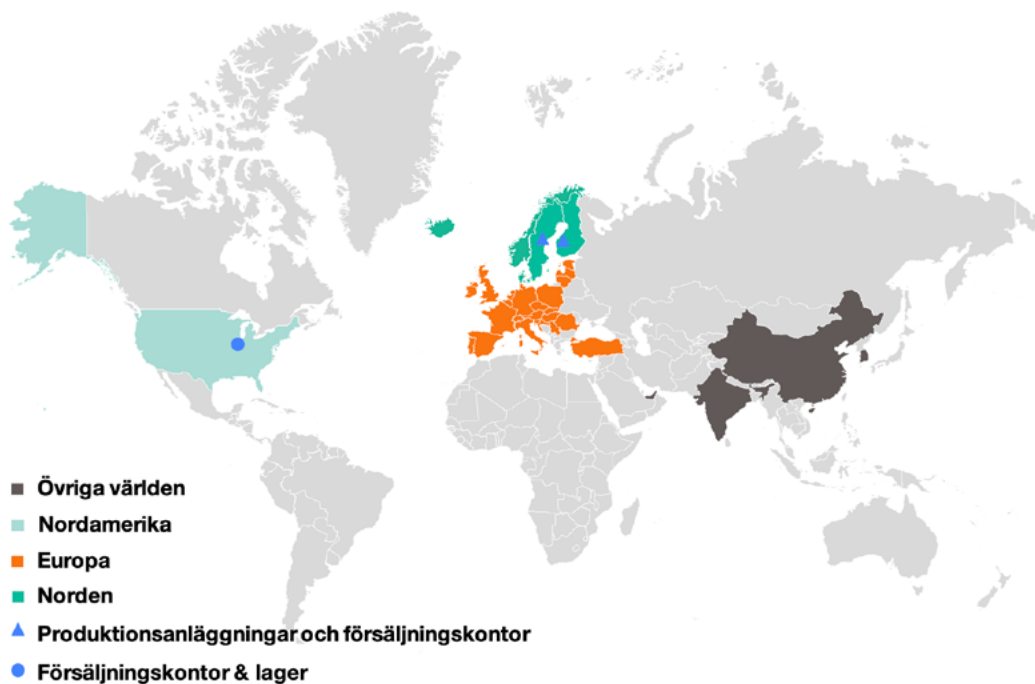 Övriga världen
Nordamerika
Europa
Norden
Produktionsanläggningar och försäljningskontor
Försäljningskontor & lager